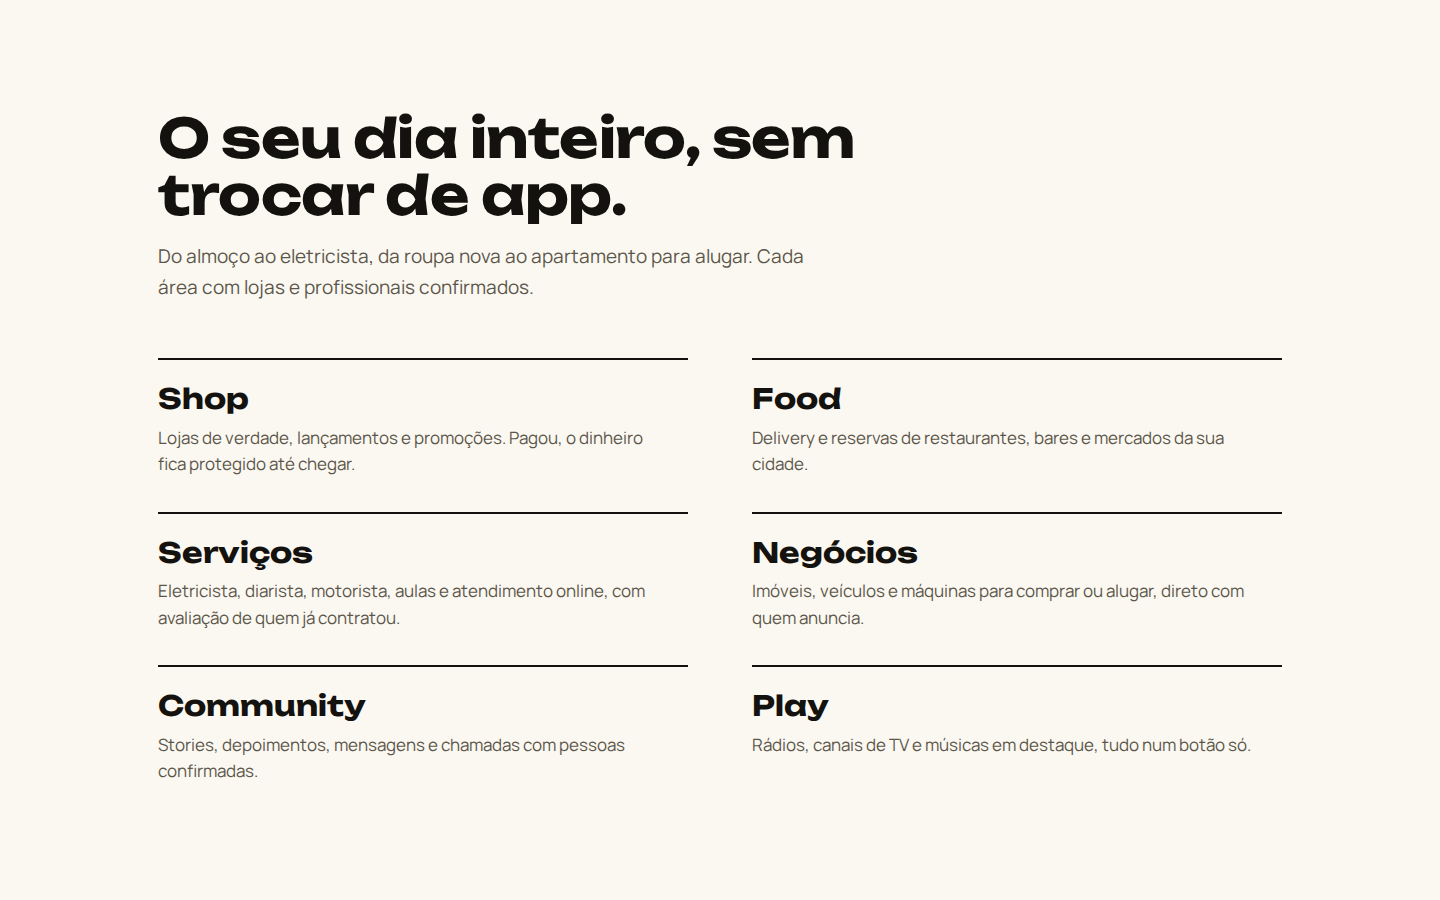 O seu dia inteiro, sem
trocar de app.
Do almoço ao eletricista, da roupa nova ao apartamento para alugar. Cada
área com lojas e profissionais confirmados.
Shop
Lojas de verdade, lançamentos e promoções. Pagou, o dinheiro
fica protegido até chegar.
Food
Delivery e reservas de restaurantes, bares e mercados da sua
cidade.
Serviços
Eletricista, diarista, motorista, aulas e atendimento online, com
avaliação de quem já contratou.
Negócios
Imóveis, veículos e máquinas para comprar ou alugar, direto com
quem anuncia.
Community
Stories, depoimentos, mensagens e chamadas com pessoas
confirmadas.
Play
Rádios, canais de TV e músicas em destaque, tudo num botão só.